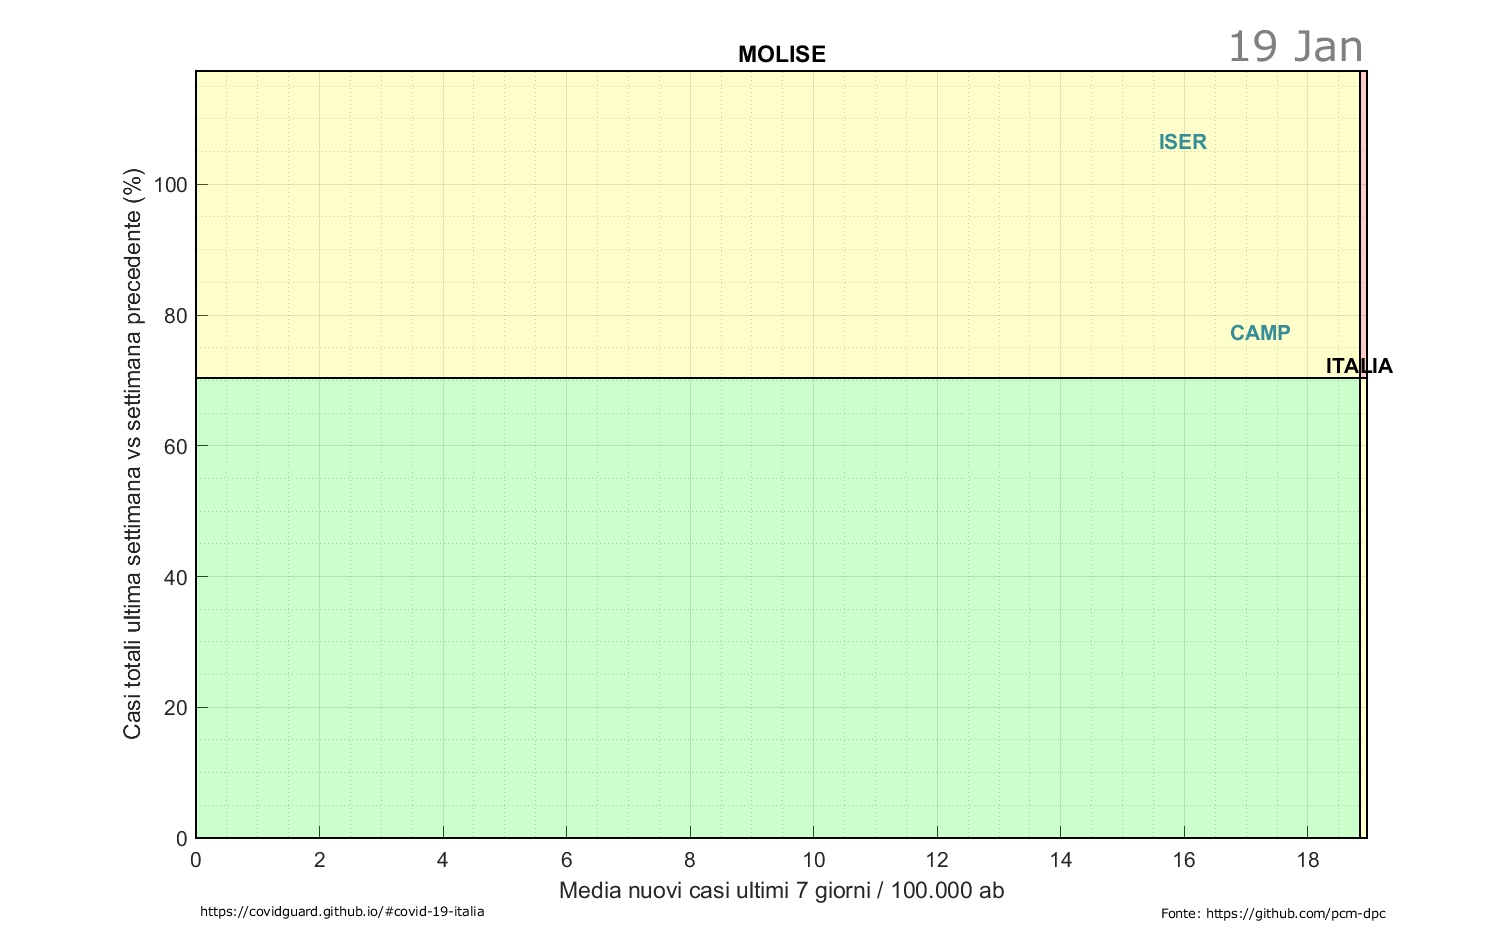 19 Jan
MOLISE
ISER
CAMP
ITALIA
Casi totali ultima settimana vs settimana precedente (%)
100
80
60
40
20
0
0 2 4 6 8 10 12 14 16 18
Media nuovi casi ultimi 7 giorni / 100.000 ab
https://covidguard.github.io/#covid-19-italia
Fonte: https://github.com/pcm-dpc